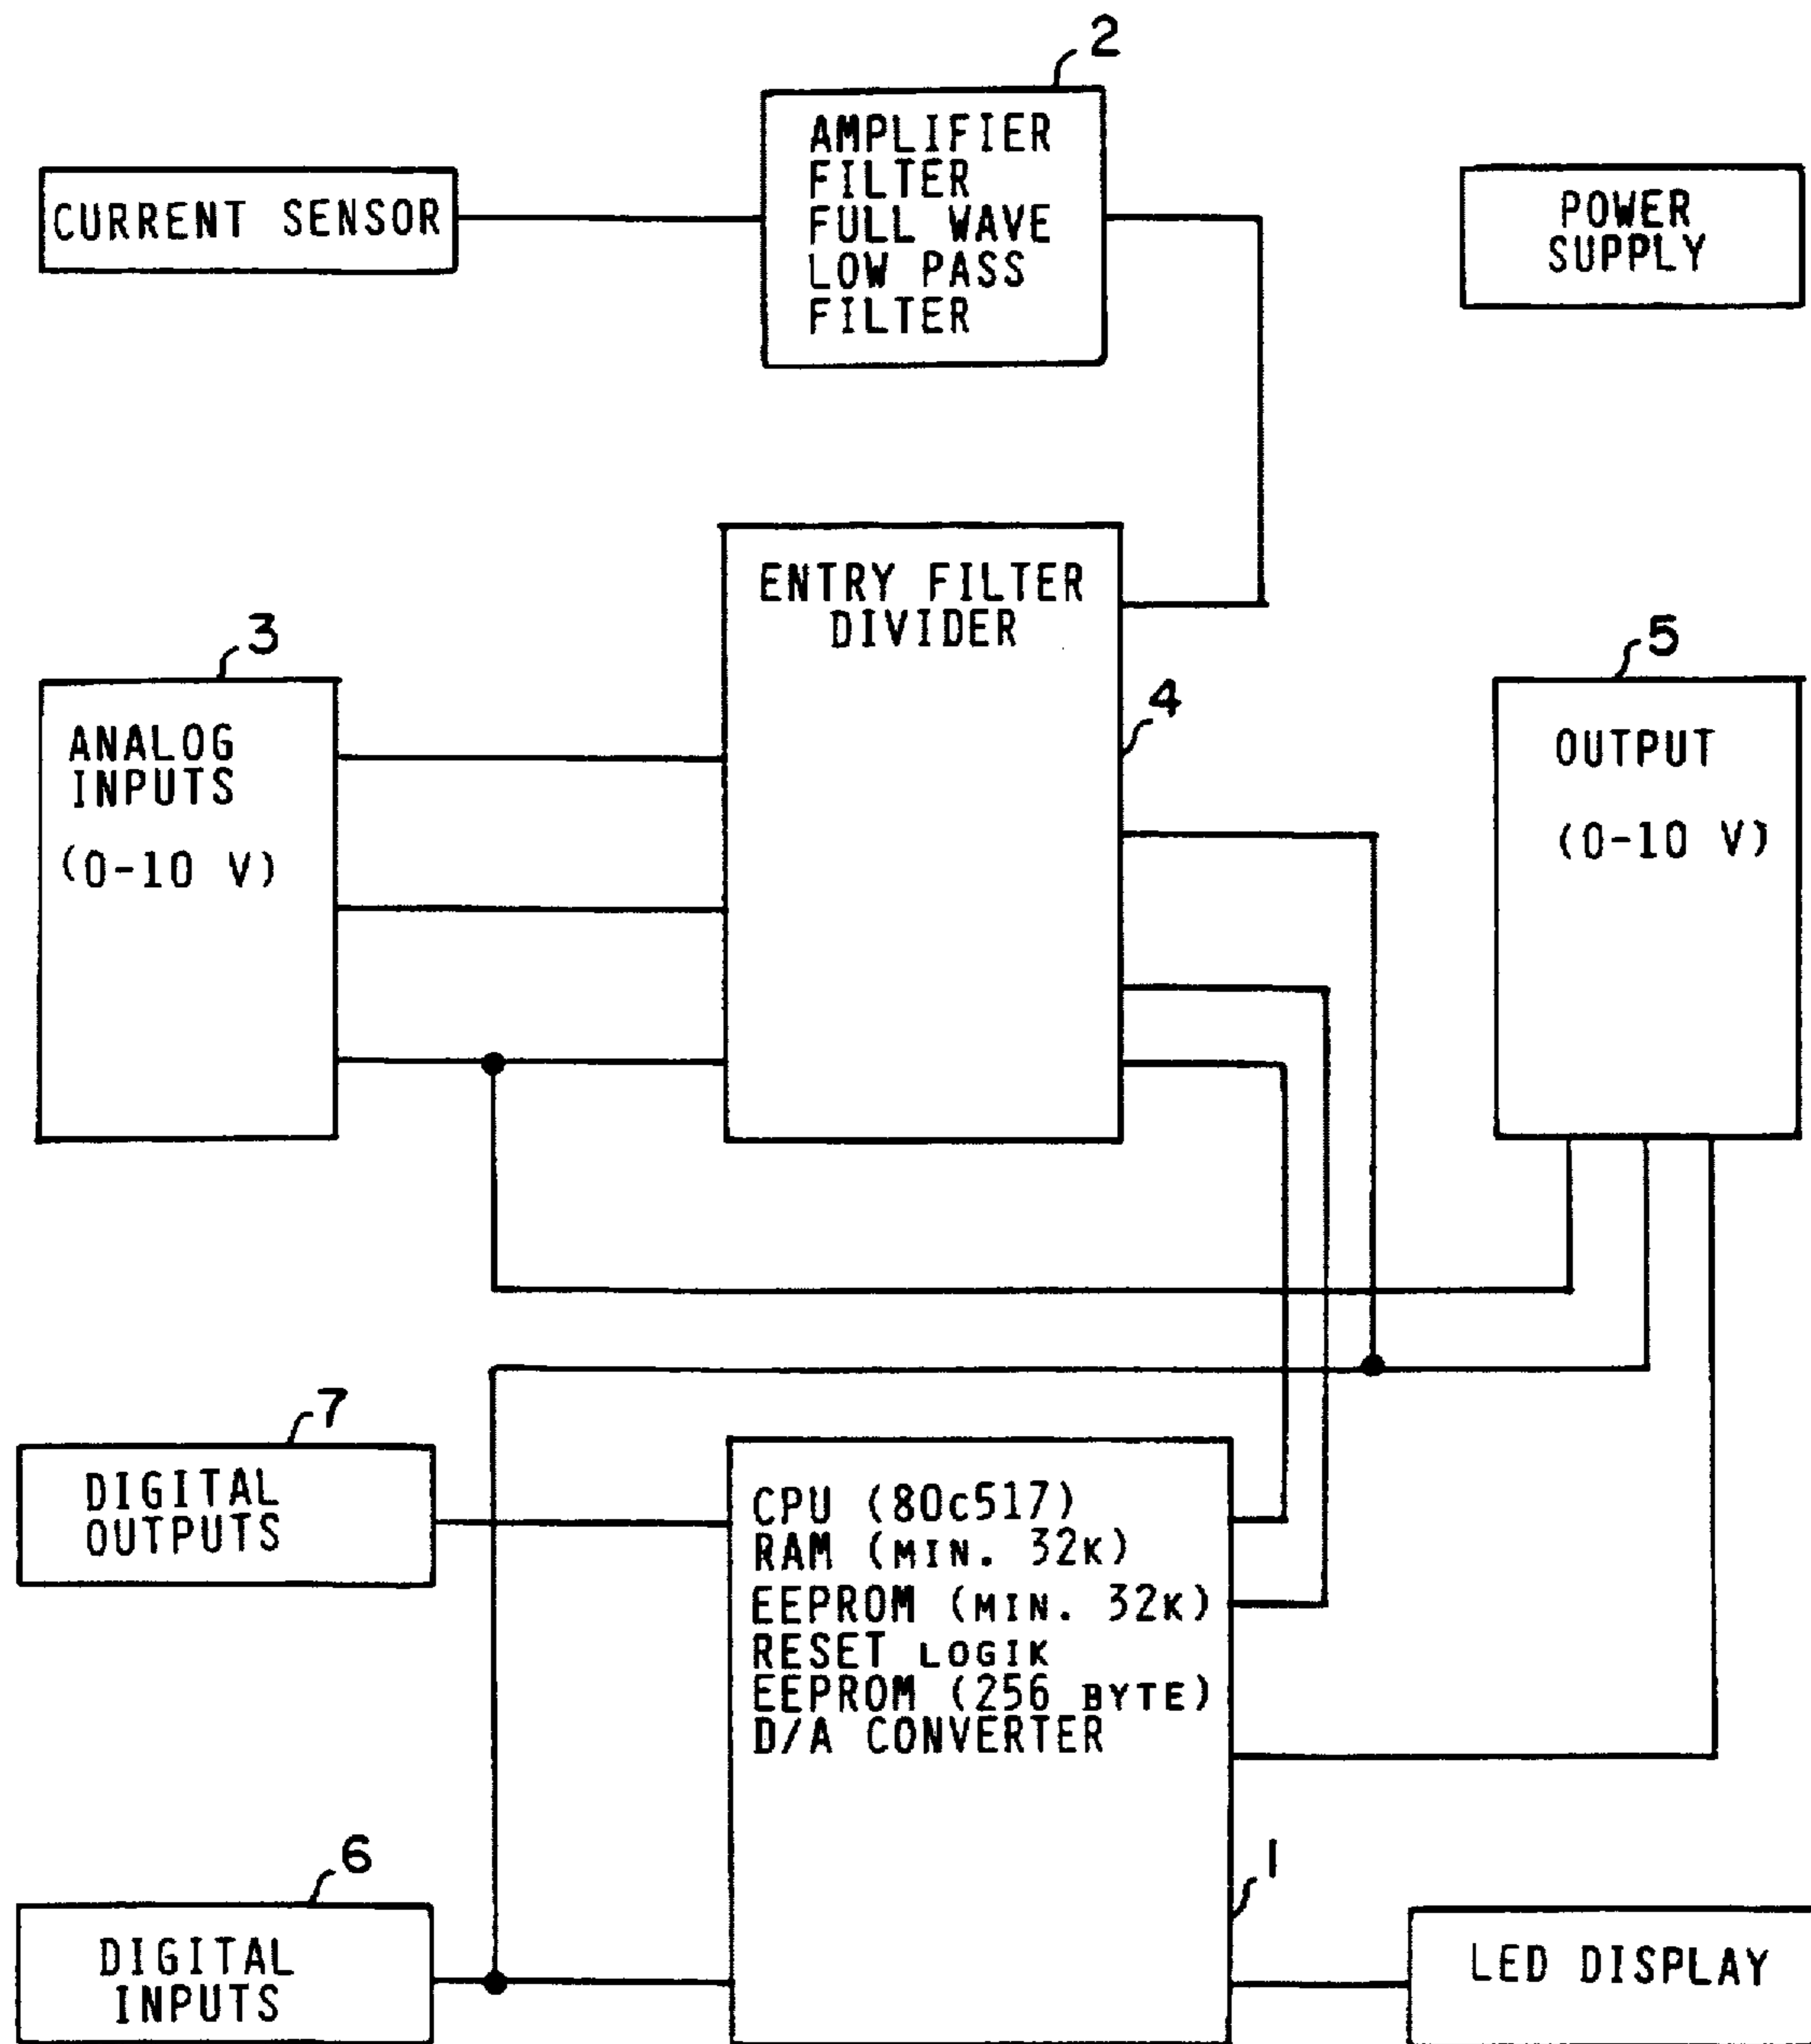 2
AMPLIFIER
FILTER
FULL WAVE
LOW PASS
FILTER
CURRENT SENSOR
POWER
SUPPLY
ENTRY FILTER
DIVIDER
3
ANALOG
INPUTS
(0-10 V)
4
5
OUTPUT
(0-10 V)
7
DIGITAL
OUTPUTS
CPU (80c517)
RAM (MIN. 32K)
EEPROM (MIN. 32K)
RESET LOGIK
EEPROM (256 BYTE)
D/A CONVERTER
6
DIGITAL
INPUTS
1
LED DISPLAY